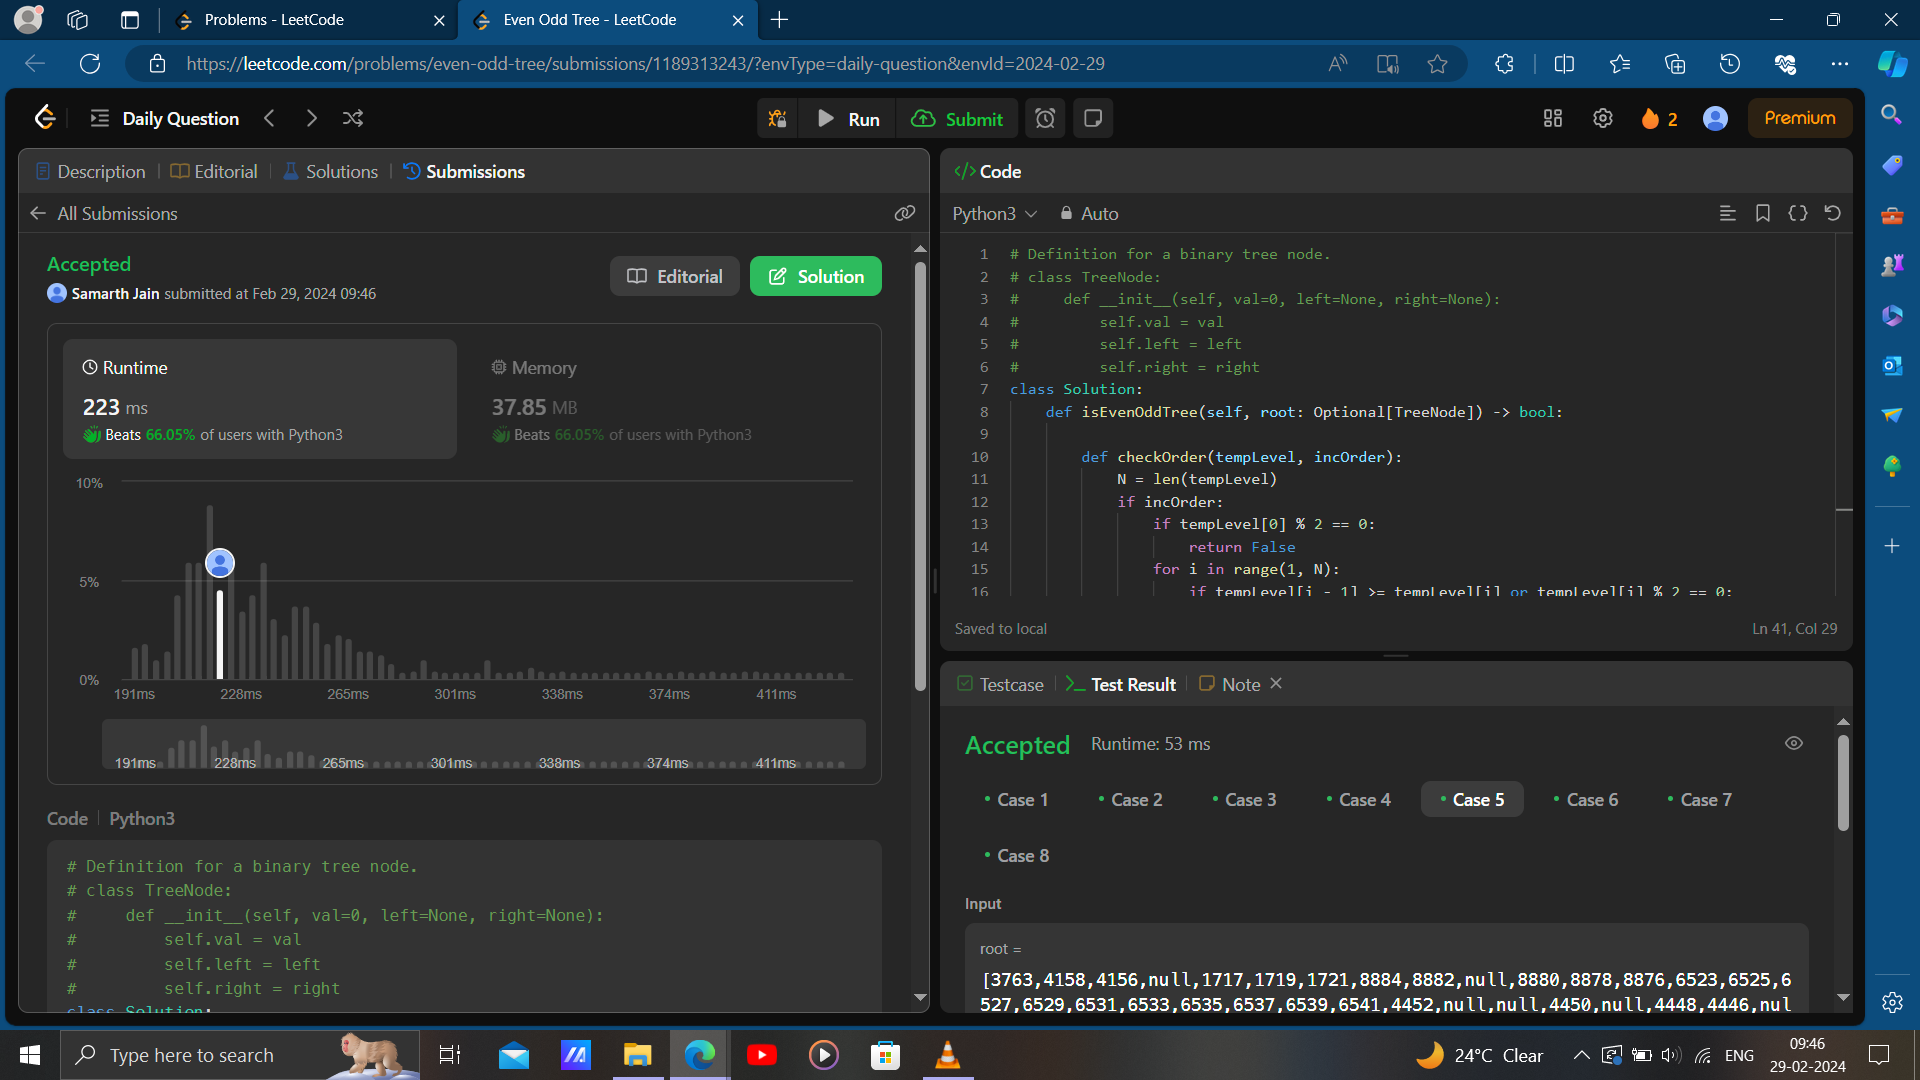 Problems - LeetCode
Even Odd Tree - LeetCode
https://leetcode.com/problems/even-odd-tree/submissions/1189313243/?envType=daily-question&envId=2024-02-29
Daily Question
Run
Submit
2
Premium
Description
Editorial
Solutions
Submissions
All Submissions
Accepted
Samarth Jain submitted at Feb 29, 2024 09:46
Editorial
Solution
Runtime
223 ms
Beats 66.05% of users with Python3
Memory
37.85 MB
Beats 66.05% of users with Python3
10%
5%
0%
191ms 228ms 265ms 301ms 338ms 374ms 411ms
191ms 228ms 265ms 301ms 338ms 374ms 411ms
Code Python3
# Definition for a binary tree node.
# class TreeNode:
#     def __init__(self, val=0, left=None, right=None):
#         self.val = val
#         self.left = left
#         self.right = right
class Solution:
</> Code
Python3 Auto
1 # Definition for a binary tree node.
2 # class TreeNode:
3 #     def __init__(self, val=0, left=None, right=None):
4 #         self.val = val
5 #         self.left = left
6 #         self.right = right
7 class Solution:
8     def isEvenOddTree(self, root: Optional[TreeNode]) -> bool:
9
10         def checkOrder(tempLevel, incOrder):
11             N = len(tempLevel)
12             if incOrder:
13                 if tempLevel[0] % 2 == 0:
14                     return False
15                 for i in range(1, N):
16                     if tempLevel[i - 1] >= tempLevel[i] or tempLevel[i] % 2 == 0:
Saved to local
Ln 41, Col 29
Testcase
Test Result
Note
Accepted Runtime: 53 ms
Case 1
Case 2
Case 3
Case 4
Case 5
Case 6
Case 7
Case 8
Input
root =
[3763,4158,4156,null,1717,1719,1721,8884,8882,null,8880,8878,8876,6523,6525,6
527,6529,6531,6533,6535,6537,6539,6541,4452,null,null,4450,null,4448,4446,nul
Type here to search
24°C Clear
ENG
09:46
29-02-2024